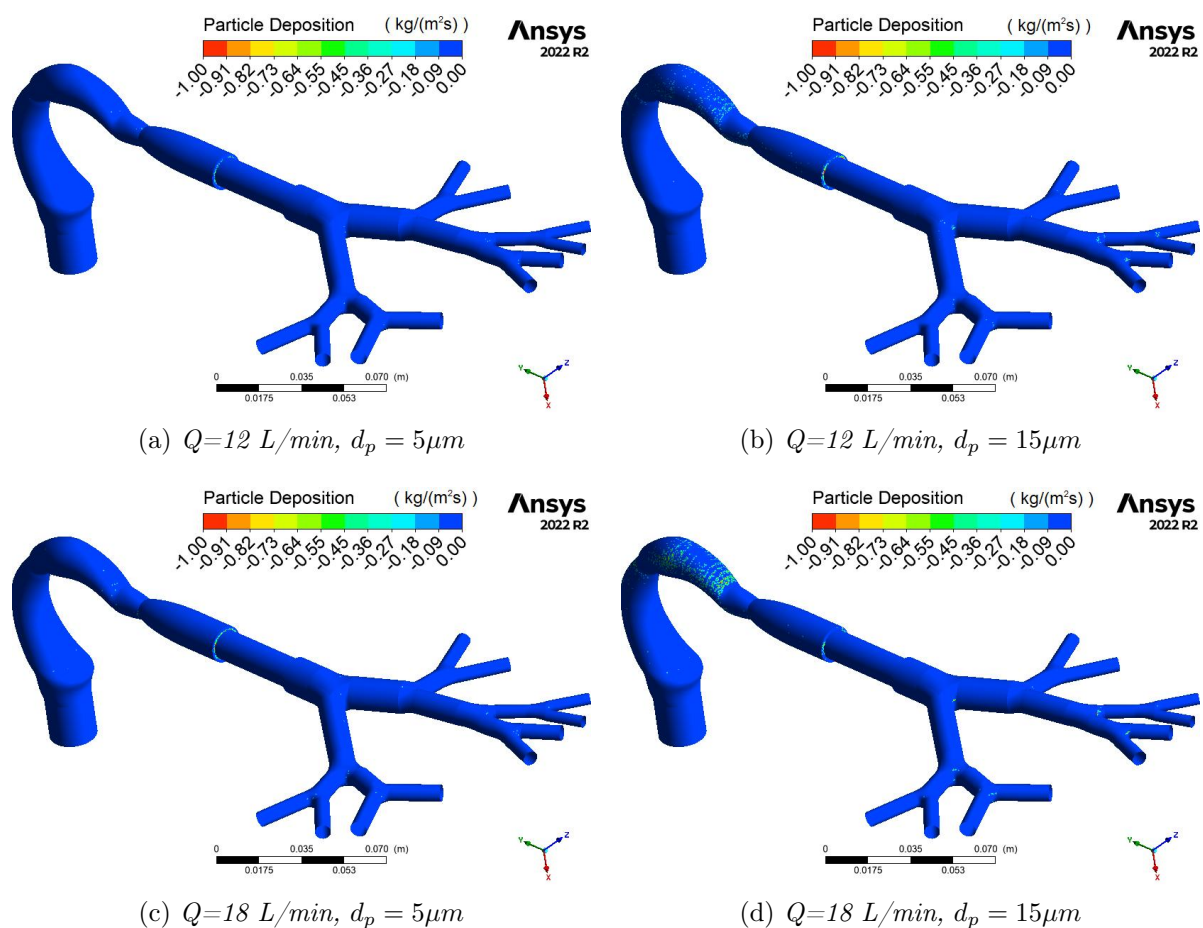 Particle Deposition ( kg/(m²s) )
Ansys
2022 R2
-1.00 -0.91 -0.82 -0.73 -0.64 -0.55 -0.45 -0.36 -0.27 -0.18 -0.09 0.00
0 0.035 0.070 (m)
0.0175 0.053
Y Z X
(a) Q=12 L/min, dₚ = 5μm
Particle Deposition ( kg/(m²s) )
Ansys
2022 R2
-1.00 -0.91 -0.82 -0.73 -0.64 -0.55 -0.45 -0.36 -0.27 -0.18 -0.09 0.00
0 0.035 0.070 (m)
0.0175 0.053
Y Z X
(b) Q=12 L/min, dₚ = 15μm
Particle Deposition ( kg/(m²s) )
Ansys
2022 R2
-1.00 -0.91 -0.82 -0.73 -0.64 -0.55 -0.45 -0.36 -0.27 -0.18 -0.09 0.00
0 0.035 0.070 (m)
0.0175 0.053
Y Z X
(c) Q=18 L/min, dₚ = 5μm
Particle Deposition ( kg/(m²s) )
Ansys
2022 R2
-1.00 -0.91 -0.82 -0.73 -0.64 -0.55 -0.45 -0.36 -0.27 -0.18 -0.09 0.00
0 0.035 0.070 (m)
0.0175 0.053
Y Z X
(d) Q=18 L/min, dₚ = 15μm